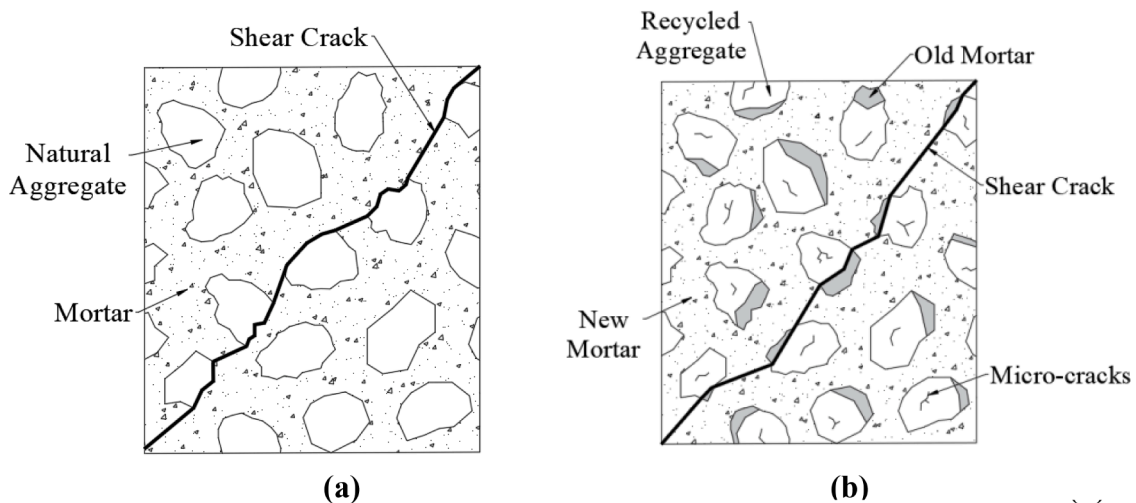 Shear Crack
Natural
Aggregate
Mortar
(a)
Recycled
Aggregate
Old Mortar
Shear Crack
New
Mortar
Micro-cracks
(b)